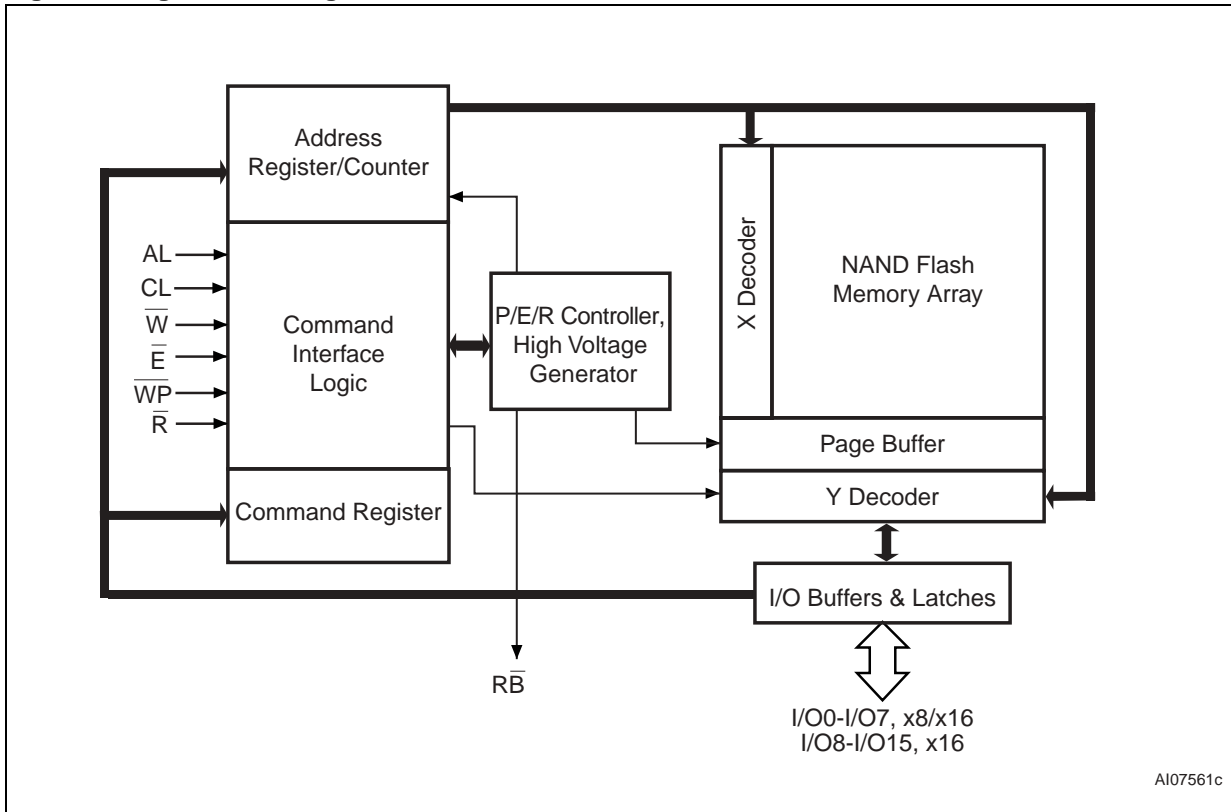 Address
Register/Counter
AL
CL
W̅
E̅
W̅P̅
R̅
Command
Interface
Logic
Command Register
P/E/R Controller,
High Voltage
Generator
RB̅
X Decoder
NAND Flash
Memory Array
Page Buffer
Y Decoder
I/O Buffers & Latches
I/O0-I/O7, x8/x16
I/O8-I/O15, x16
AI07561c